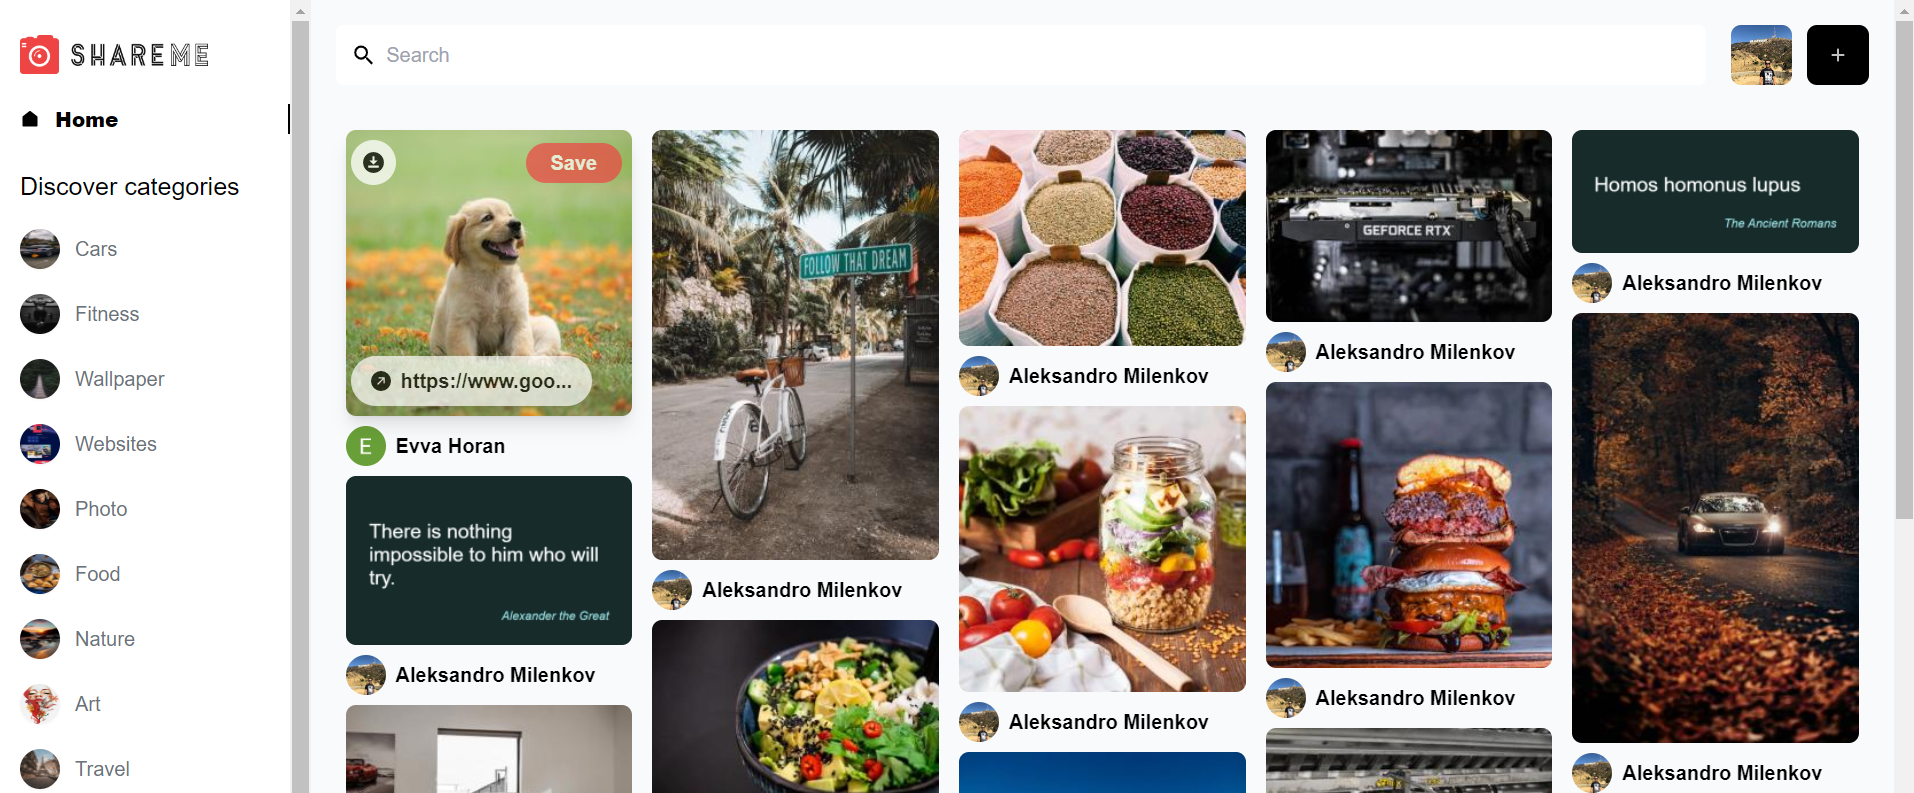 SHAREME
Search
+
Home
Discover categories
Cars
Fitness
Wallpaper
Websites
Photo
Food
Nature
Art
Travel
Save
https://www.goo...
E
Evva Horan
There is nothing
impossible to him who will
try.
Alexander the Great
Aleksandro Milenkov
FOLLOW THAT DREAM
Aleksandro Milenkov
Aleksandro Milenkov
Aleksandro Milenkov
GEFORCE RTX
Aleksandro Milenkov
Aleksandro Milenkov
Homos homonus lupus
The Ancient Romans
Aleksandro Milenkov
Aleksandro Milenkov